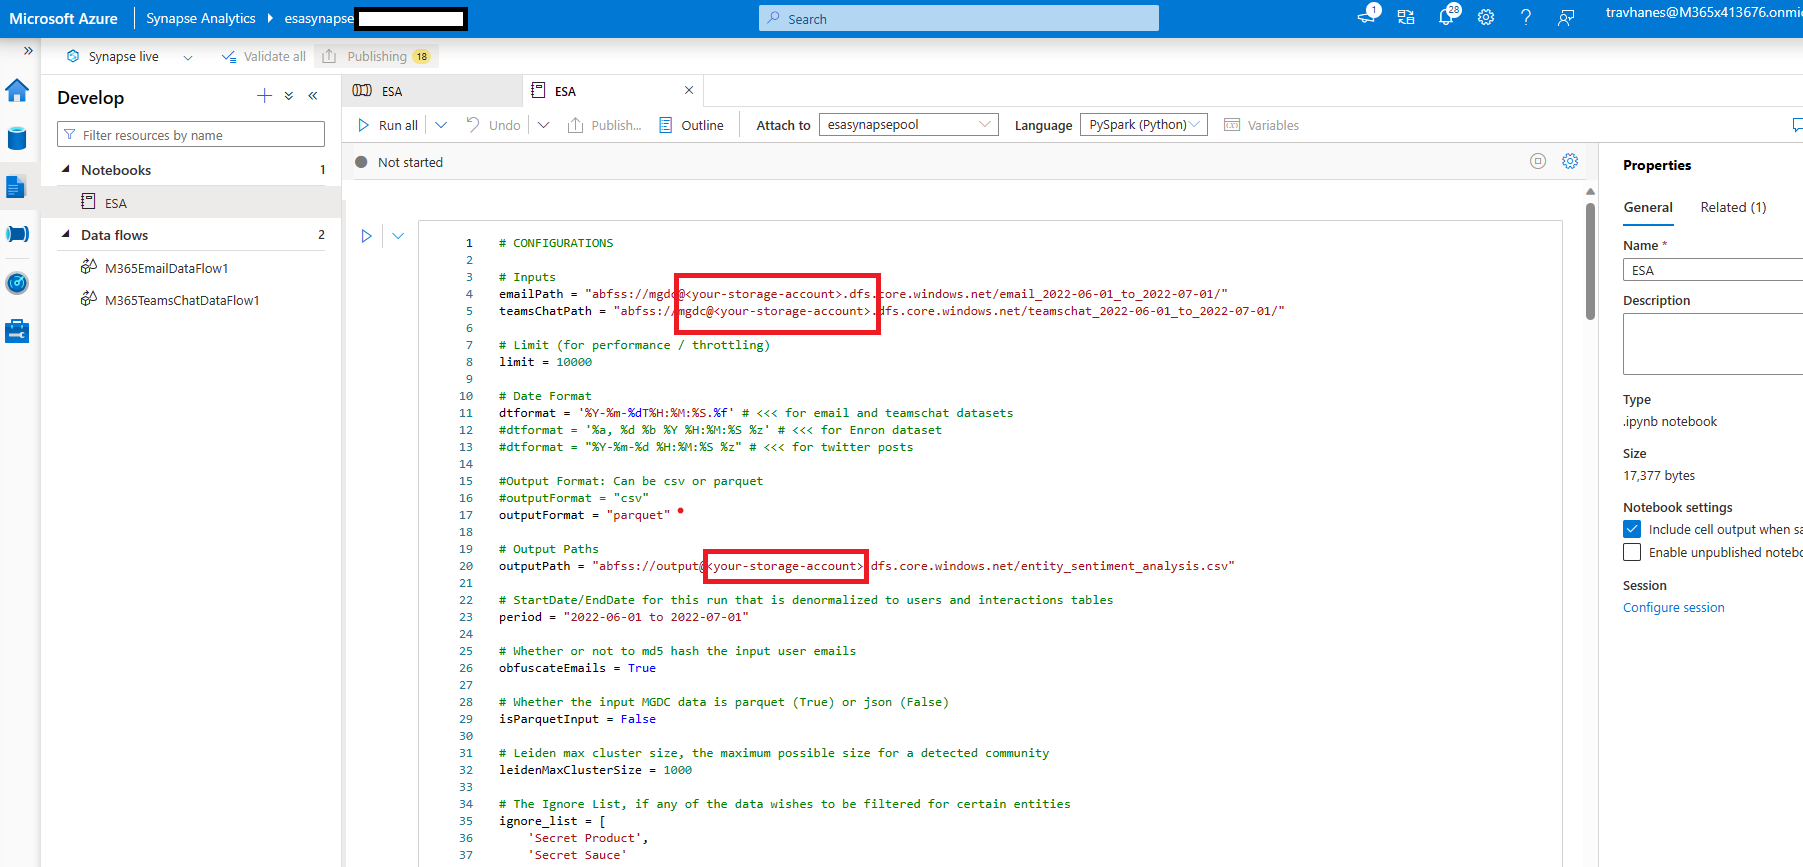 Microsoft Azure
Synapse Analytics
esasynapse
Search
1
28
travhanes@M365x413676.onmi
Synapse live
Validate all
Publishing
18
Develop
Filter resources by name
Notebooks
1
ESA
Data flows
2
M365EmailDataFlow1
M365TeamsChatDataFlow1
ESA
ESA
Run all
Undo
Publish...
Outline
Attach to
esasynapsepool
Language
PySpark (Python)
Variables
Not started
1 # CONFIGURATIONS
2
3 # Inputs
4 emailPath = "abfss://mgdc@<your-storage-account>.dfs.core.windows.net/email_2022-06-01_to_2022-07-01/"
5 teamsChatPath = "abfss://mgdc@<your-storage-account>.dfs.core.windows.net/teamschat_2022-06-01_to_2022-07-01/"
6
7 # Limit (for performance / throttling)
8 limit = 10000
9
10 # Date Format
11 dtformat = '%Y-%m-%dT%H:%M:%S.%f' # <<< for email and teamschat datasets
12 #dtformat = '%a, %d %b %Y %H:%M:%S %z' # <<< for Enron dataset
13 #dtformat = "%Y-%m-%d %H:%M:%S %z" # <<< for twitter posts
14
15 #Output Format: Can be csv or parquet
16 #outputFormat = "csv"
17 outputFormat = "parquet"
18
19 # Output Paths
20 outputPath = "abfss://output@<your-storage-account>.dfs.core.windows.net/entity_sentiment_analysis.csv"
21
22 # StartDate/EndDate for this run that is denormalized to users and interactions tables
23 period = "2022-06-01 to 2022-07-01"
24
25 # Whether or not to md5 hash the input user emails
26 obfuscateEmails = True
27
28 # Whether the input MGDC data is parquet (True) or json (False)
29 isParquetInput = False
30
31 # Leiden max cluster size, the maximum possible size for a detected community
32 leidenMaxClusterSize = 1000
33
34 # The Ignore List, if any of the data wishes to be filtered for certain entities
35 ignore_list = [
36 'Secret Product',
37 'Secret Sauce'
Properties
General
Related (1)
Name *
ESA
Description
Type
.ipynb notebook
Size
17,377 bytes
Notebook settings
Include cell output when sa
Enable unpublished notebo
Session
Configure session